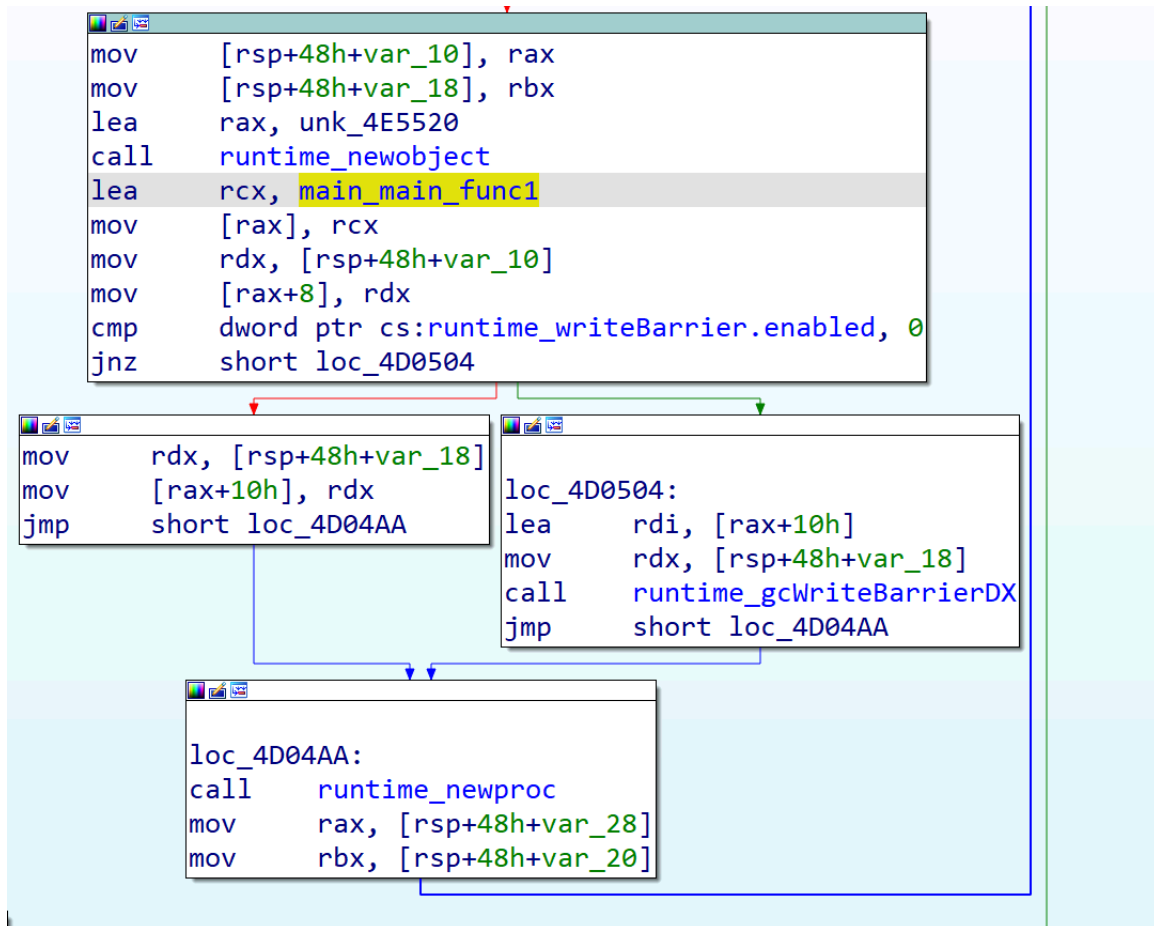 mov [rsp+48h+var_10], rax
mov [rsp+48h+var_18], rbx
lea rax, unk_4E5520
call runtime_newobject
lea rcx, main_main_func1
mov [rax], rcx
mov rdx, [rsp+48h+var_10]
mov [rax+8], rdx
cmp dword ptr cs:runtime_writeBarrier.enabled, 0
jnz short loc_4D0504
mov rdx, [rsp+48h+var_18]
mov [rax+10h], rdx
jmp short loc_4D04AA
loc_4D0504:
lea rdi, [rax+10h]
mov rdx, [rsp+48h+var_18]
call runtime_gcWriteBarrierDX
jmp short loc_4D04AA
loc_4D04AA:
call runtime_newproc
mov rax, [rsp+48h+var_28]
mov rbx, [rsp+48h+var_20]